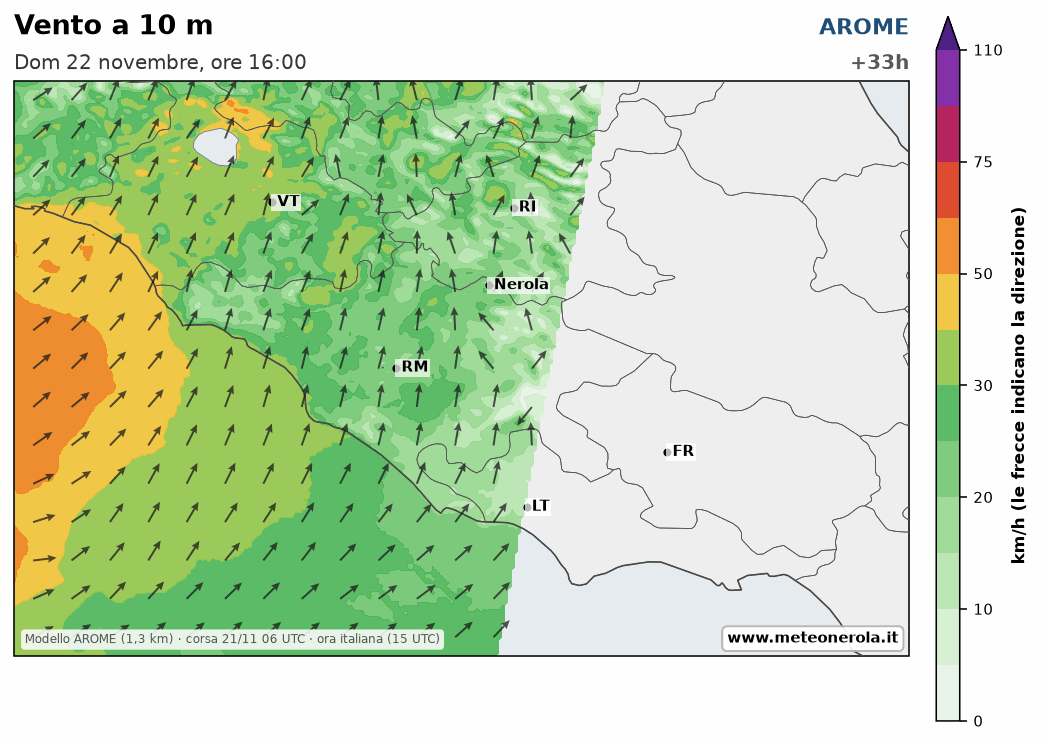 Vento a 10 m
AROME
Dom 22 novembre, ore 16:00
+33h
VT
RI
Nerola
RM
FR
LT
Modello AROME (1,3 km) · corsa 21/11 06 UTC · ora italiana (15 UTC)
www.meteonerola.it
110
75
50
30
20
10
0
km/h (le frecce indicano la direzione)